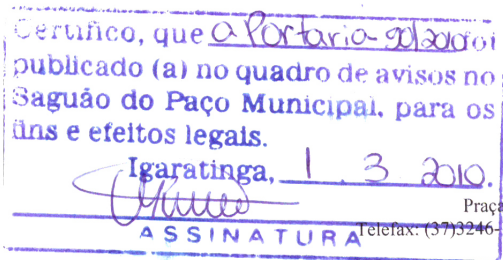 Certifico, que a Portaria 90/2010 foi
publicado (a) no quadro de avisos no
Saguão do Paço Municipal, para os
fins e efeitos legais.
Igaratinga, 1 . 3 2010.
Praça
Telefax: (37)3246-
ASSINATURA